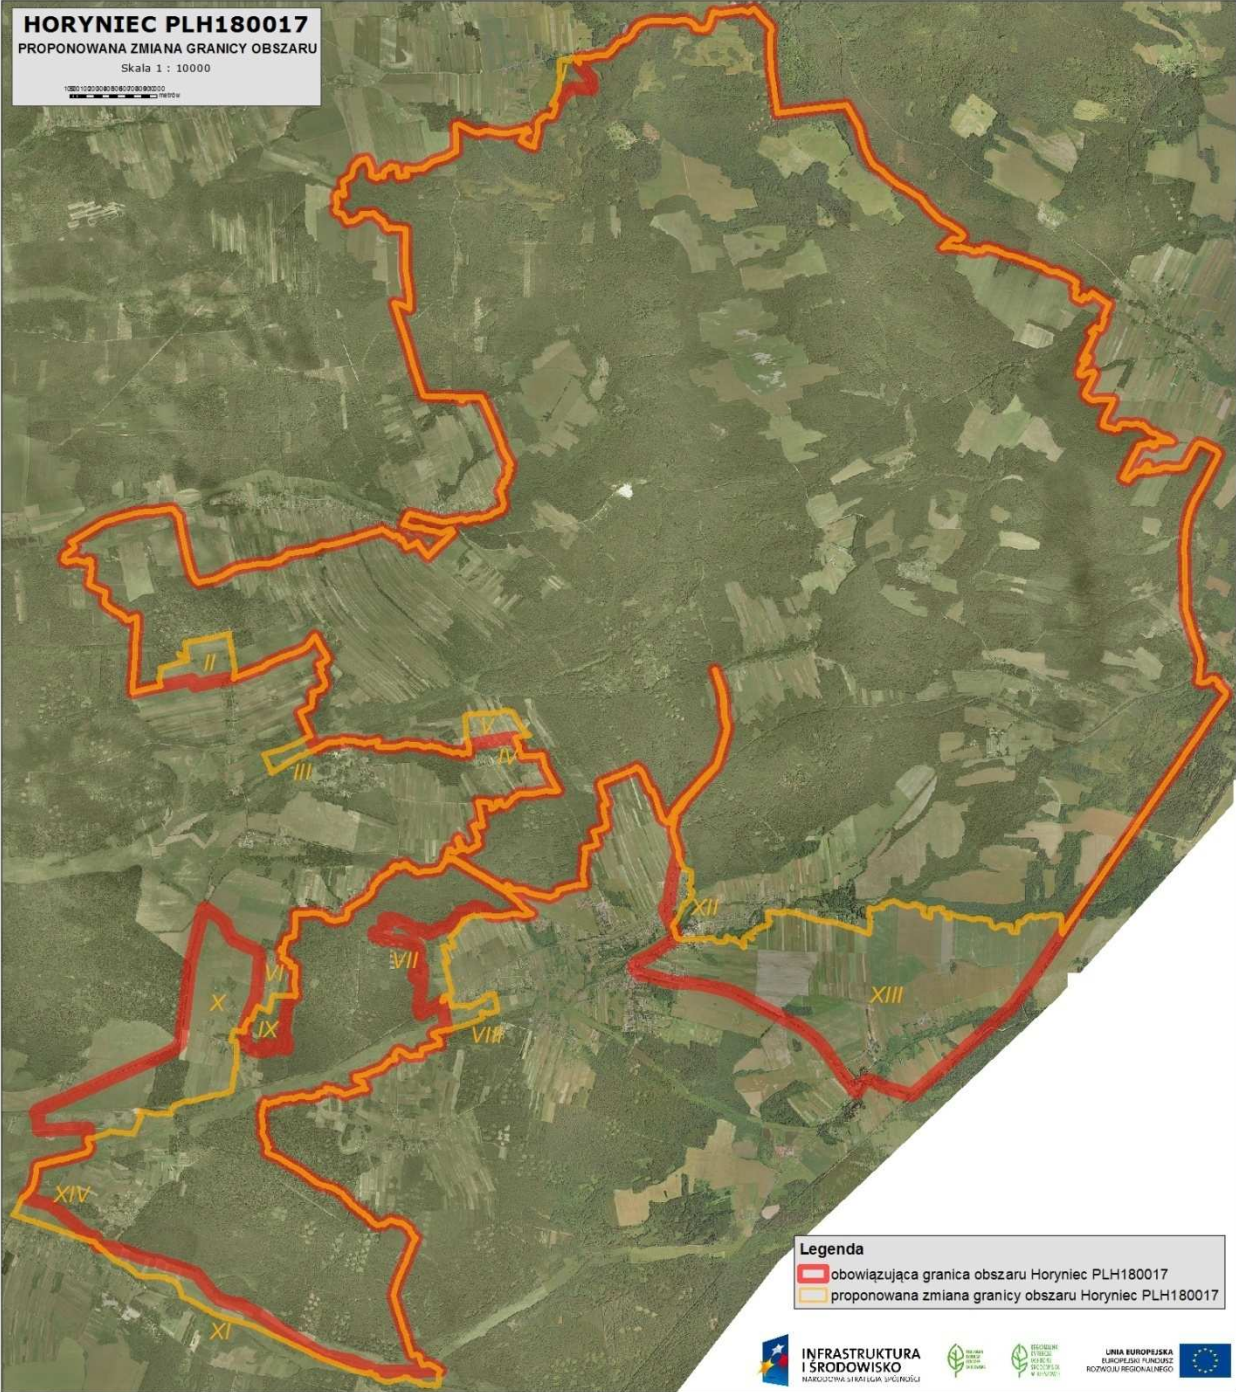 HORYNIEC PLH180017
PROPONOWANA ZMIANA GRANICY OBSZARU
Skala 1 : 10000
metrów
II
III
V
IV
VI
VII
X
IX
VIII
XII
XIII
XIV
XI
Legenda
obowiązująca granica obszaru Horyniec PLH180017
proponowana zmiana granicy obszaru Horyniec PLH180017
INFRASTRUKTURA
I ŚRODOWISKO
NARODOWA STRATEGIA SPÓJNOŚCI
UNIA EUROPEJSKA
EUROPEJSKI FUNDUSZ
ROZWOJU REGIONALNEGO